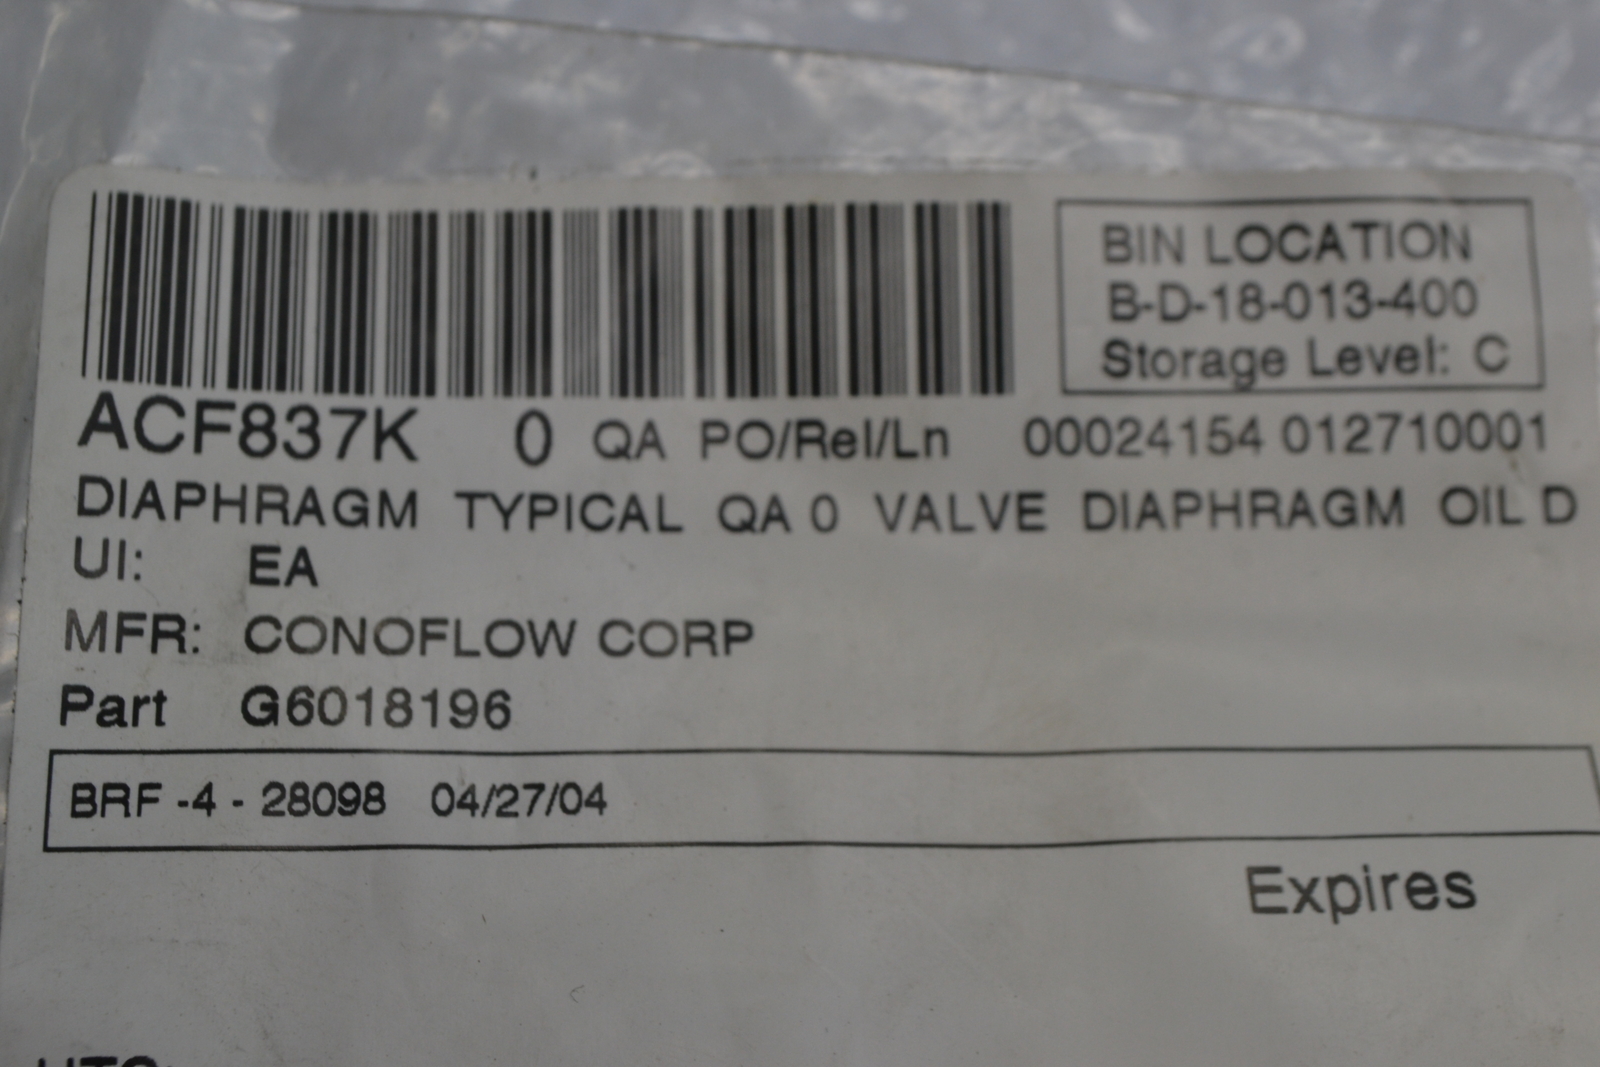 BIN LOCATION
B-D-18-013-400
Storage Level: C
ACF837K 0 QA PO/Rel/Ln 00024154 012710001
DIAPHRAGM TYPICAL QA 0 VALVE DIAPHRAGM OIL D
UI: EA
MFR: CONOFLOW CORP
Part G6018196
BRF -4 - 28098 04/27/04
Expires